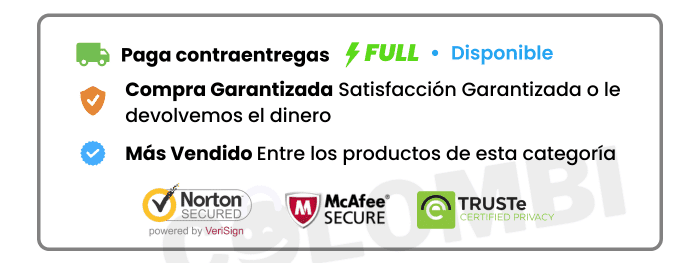 Paga contraentregas FULL • Disponible
Compra Garantizada Satisfacción Garantizada o le
devolvemos el dinero
Más Vendido Entre los productos de esta categoría
Norton McAfee® TRUSTe
SECURED SECURE CERTIFIED PRIVACY
powered by VeriSign
COLOMBI